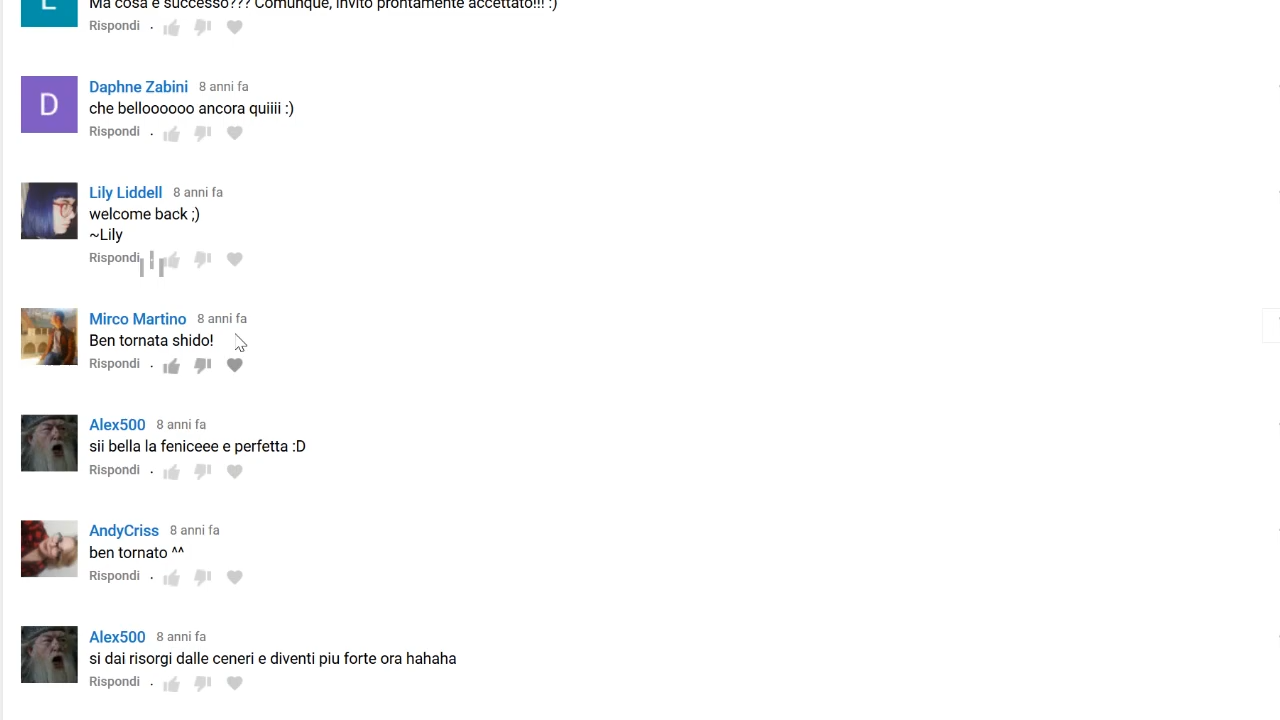 L
Ma cosa è successo??? Comunque, invito prontamente accettato!!! :)
Rispondi .
D
Daphne Zabini 8 anni fa
che belloooooo ancora quiiii :)
Rispondi .
Lily Liddell 8 anni fa
welcome back ;)
~Lily
Rispondi
Mirco Martino 8 anni fa
Ben tornata shido!
Rispondi .
Alex500 8 anni fa
sii bella la feniceee e perfetta :D
Rispondi .
AndyCriss 8 anni fa
ben tornato ^^
Rispondi .
Alex500 8 anni fa
si dai risorgi dalle ceneri e diventi piu forte ora hahaha
Rispondi .